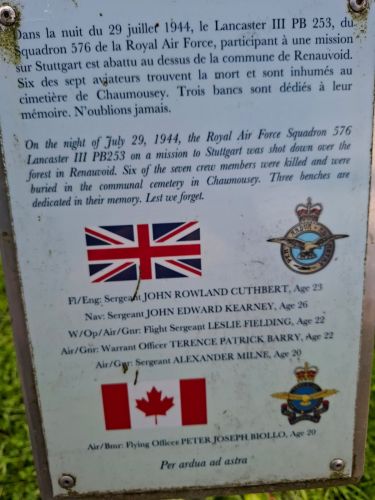 Dans la nuit du 29 juillet 1944, le Lancaster III PB 253, du
Squadron 576 de la Royal Air Force, participant à une mission
sur Stuttgart est abattu au dessus de la commune de Renauvoid.
Six des sept aviateurs trouvent la mort et sont inhumés au
cimetière de Chaumousey. Trois bancs sont dédiés à leur
mémoire. N'oublions jamais.
On the night of July 29, 1944, the Royal Air Force Squadron 576
Lancaster III PB253 on a mission to Stuttgart was shot down over the
forest in Renauvoid. Six of the seven crew members were killed and were
buried in the communal cemetery in Chaumousey. Three benches are
dedicated in their memory. Lest we forget.
Fl/Eng: Sergeant JOHN ROWLAND CUTHBERT, Age 23
Nav: Sergeant JOHN EDWARD KEARNEY, Age 26
W/Op/Air/Gnr: Flight Sergeant LESLIE FIELDING, Age 22
Air/Gnr: Warrant Officer TERENCE PATRICK BARRY, Age 22
Air/Gnr: Sergeant ALEXANDER MILNE, Age 20
Air/Bmr: Flying Officer PETER JOSEPH BIOLLO, Age 20
Per ardua ad astra